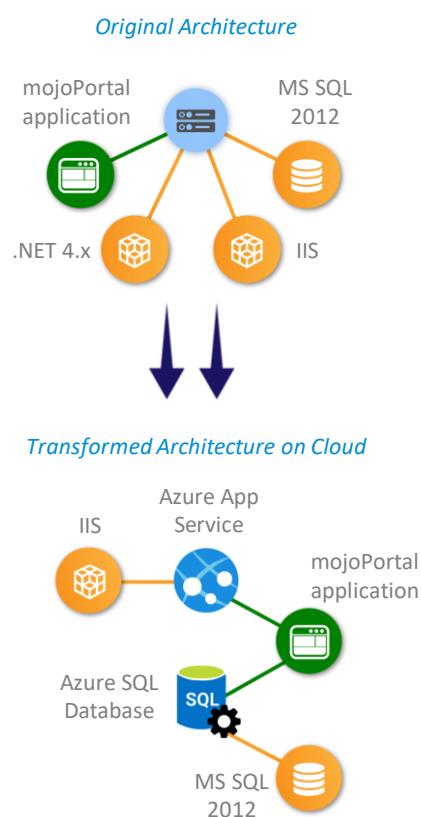 Original Architecture
mojoPortal
application
MS SQL
2012
.NET 4.x
IIS
Transformed Architecture on Cloud
Azure App
Service
IIS
mojoPortal
application
Azure SQL
Database
SQL
MS SQL
2012